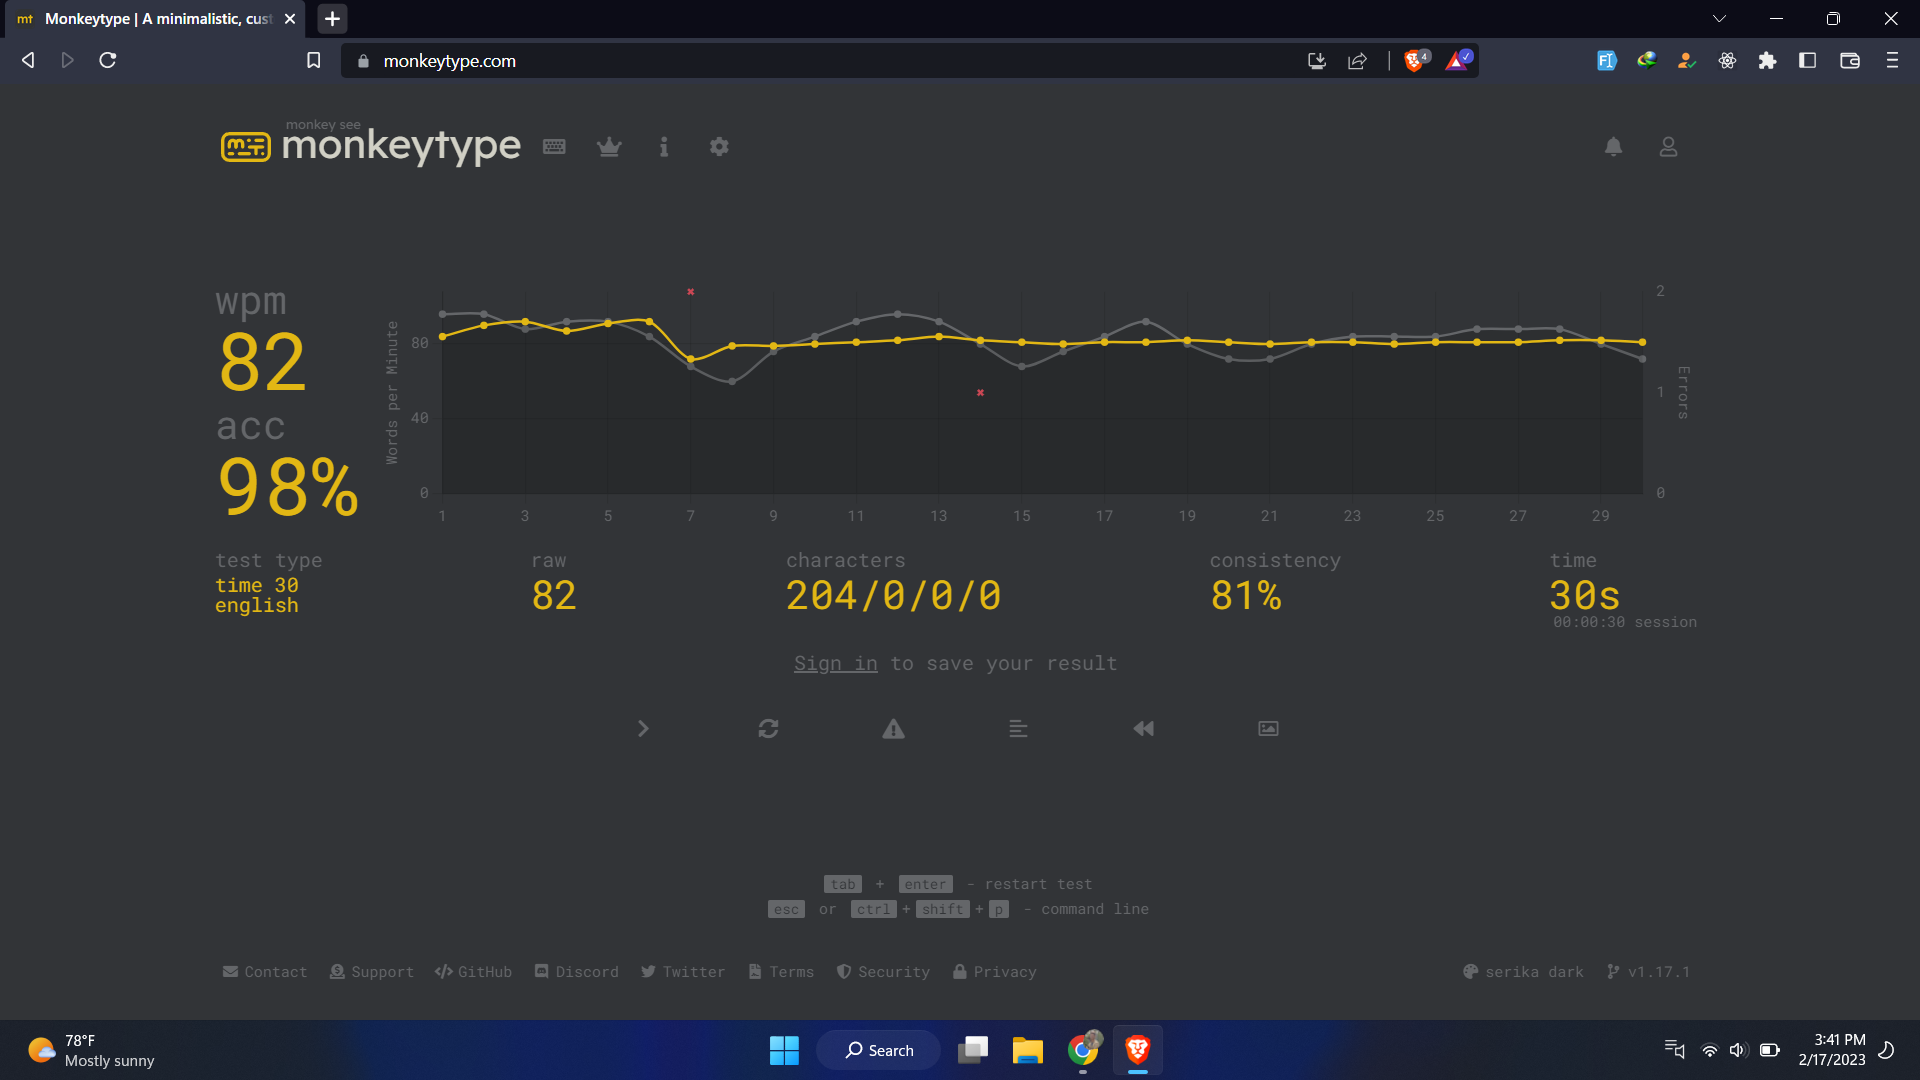 mt Monkeytype | A minimalistic, cust
monkeytype.com
4
monkey see
monkeytype
wpm
82
acc
98%
Words per Minute
80
40
0
2
1
0
Errors
1 3 5 7 9 11 13 15 17 19 21 23 25 27 29
test type
time 30
english
raw
82
characters
204/0/0/0
consistency
81%
time
30s
00:00:30 session
Sign in to save your result
tab + enter - restart test
esc or ctrl + shift + p - command line
Contact Support GitHub Discord Twitter Terms Security Privacy
serika dark v1.17.1
78°F
Mostly sunny
Search
3:41 PM
2/17/2023